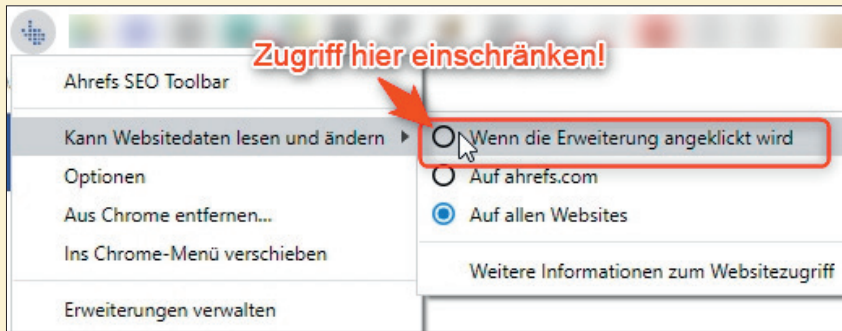 Zugriff hier einschränken!
Ahrefs SEO Toolbar
Kann Websitedaten lesen und ändern
Wenn die Erweiterung angeklickt wird
Optionen
Auf ahrefs.com
Aus Chrome entfernen...
Auf allen Websites
Ins Chrome-Menü verschieben
Weitere Informationen zum Websitezugriff
Erweiterungen verwalten